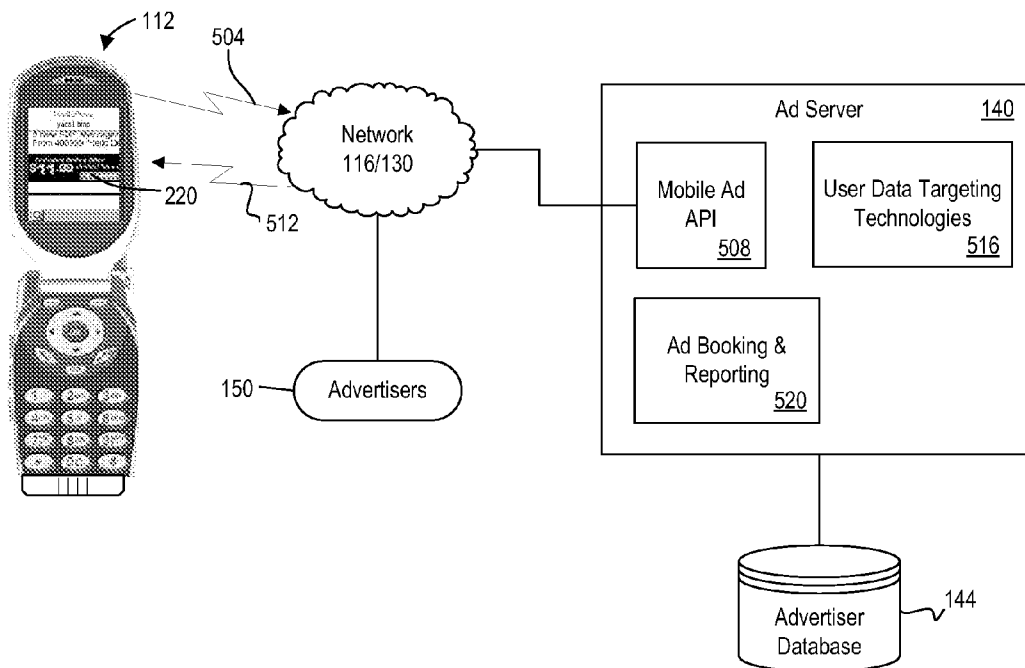 112
504
Network
116/130
220
512
150
Advertisers
Ad Server
140
Mobile Ad
API
508
User Data Targeting
Technologies
516
Ad Booking &
Reporting
520
144
Advertiser
Database